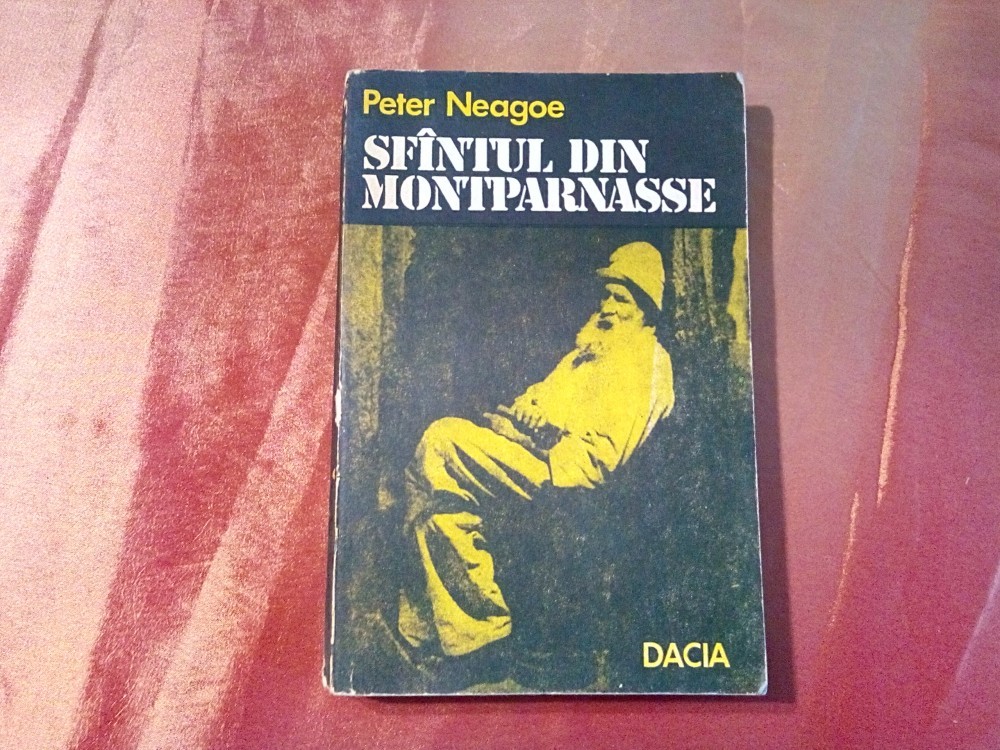 Peter Neagoe
SFÎNTUL DIN
MONTPARNASSE
DACIA